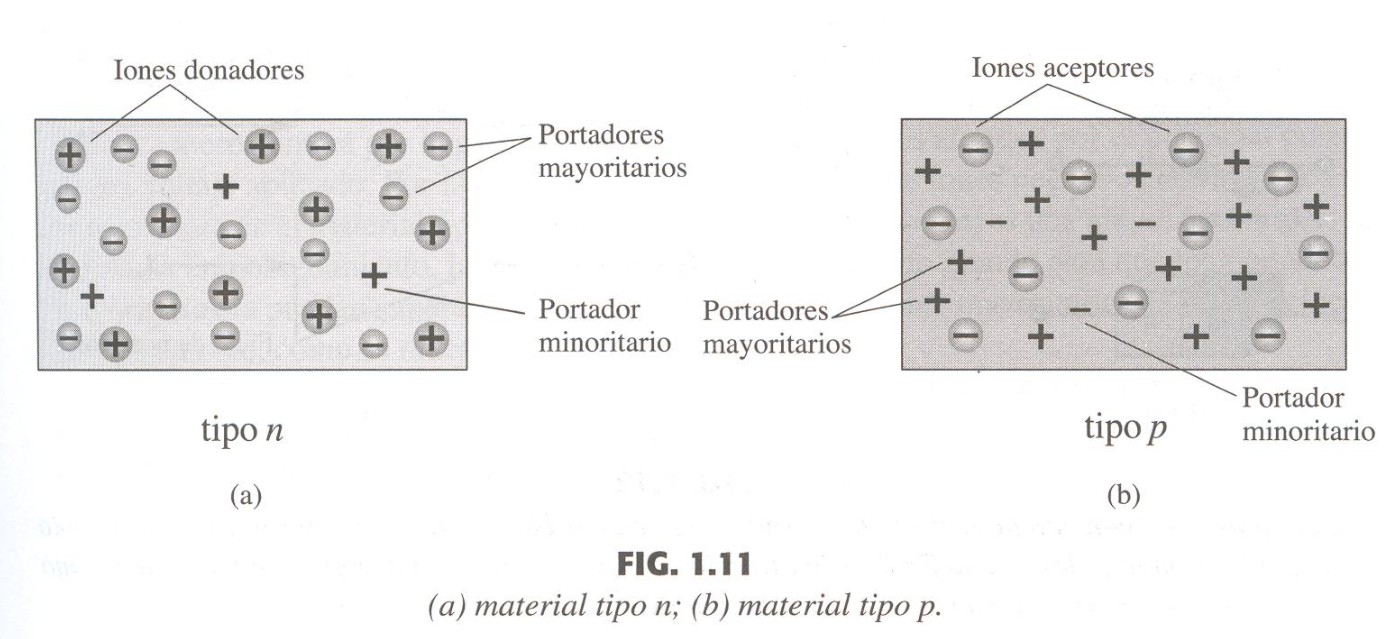 Iones donadores
Portadores
mayoritarios
Portador
minoritario
tipo n
(a)
Iones aceptores
Portadores
mayoritarios
Portador
minoritario
tipo p
(b)
FIG. 1.11
(a) material tipo n; (b) material tipo p.